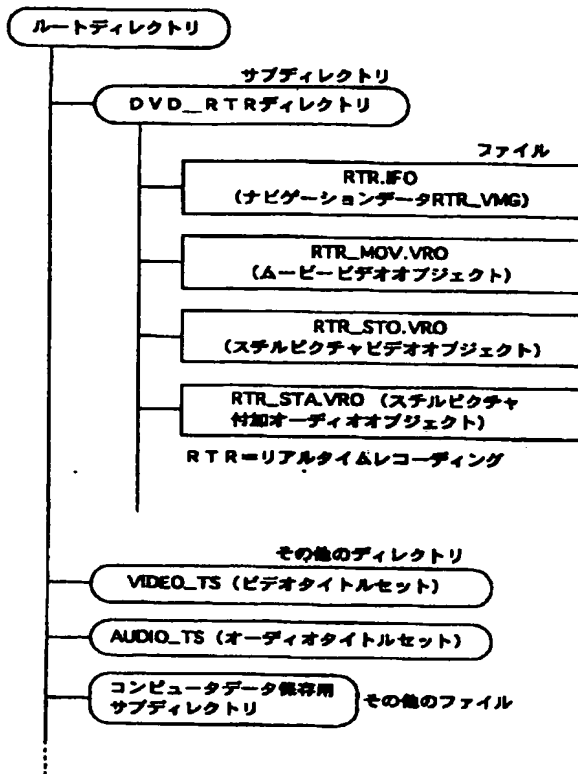 ルートディレクトリ
サブディレクトリ
DVD__RTRディレクトリ
ファイル
RTR.IFO
(ナビゲーションデータRTR_VMG)
RTR_MOV.VRO
(ムービービデオオブジェクト)
RTR_STO.VRO
(スチルピクチャビデオオブジェクト)
RTR_STA.VRO (スチルピクチャ
付加オーディオオブジェクト)
RTR=リアルタイムレコーディング
その他のディレクトリ
VIDEO_TS (ビデオタイトルセット)
AUDIO_TS (オーディオタイトルセット)
コンピュータデータ保存用
サブディレクトリ
その他のファイル